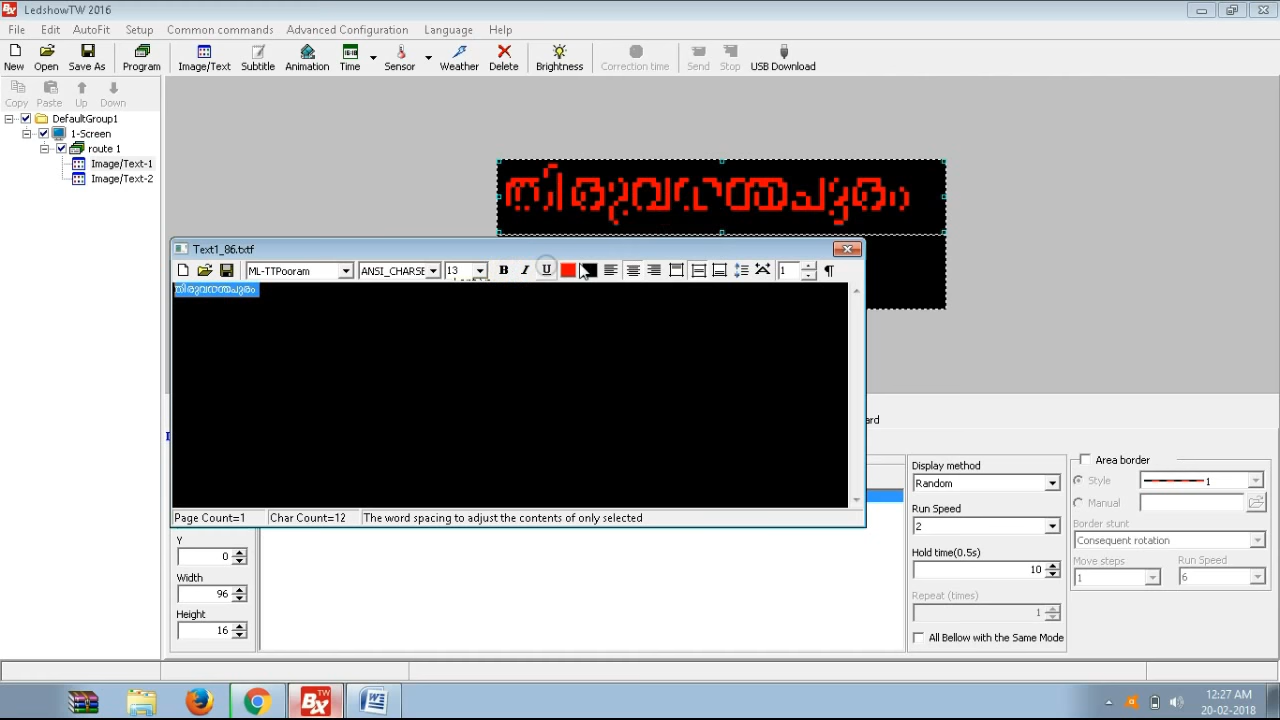 LedshowTW 2016
File Edit AutoFit Setup Common commands Advanced Configuration Language Help
New Open Save As Program Image/Text Subtitle Animation Time Sensor Weather Delete Brightness Correction time Send Stop USB Download
Copy Paste Up Down
DefaultGroup1
1-Screen
route 1
Image/Text-1
Image/Text-2
തിരുവനന്തപുരം
Text1_86.txtf
ML-TTPooram ANSI_CHARSE 13 B I U 1
തിരുവനന്തപുരം
Page Count=1 Char Count=12 The word spacing to adjust the contents of only selected
ard
Y
0
Width
96
Height
16
Display method
Random
Run Speed
2
Hold time(0.5s)
10
Repeat (times)
1
All Bellow with the Same Mode
Area border
Style 1
Manual
Border stunt
Consequent rotation
Move steps Run Speed
1 6
12:27 AM
20-02-2018